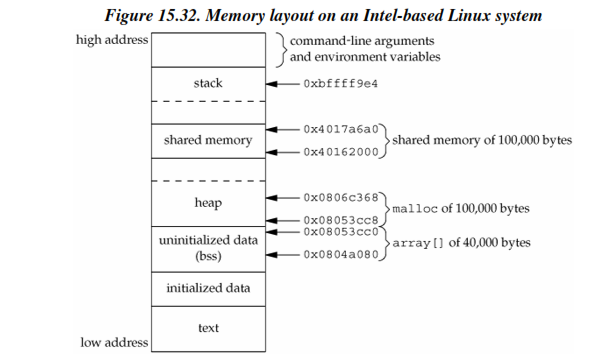 Figure 15.32. Memory layout on an Intel-based Linux system
high address
command-line arguments
and environment variables
stack
0xbffff9e4
0x4017a6a0
shared memory
shared memory of 100,000 bytes
0x40162000
0x0806c368
heap
malloc of 100,000 bytes
0x08053cc8
0x08053cc0
uninitialized data
(bss)
array[] of 40,000 bytes
0x0804a080
initialized data
text
low address